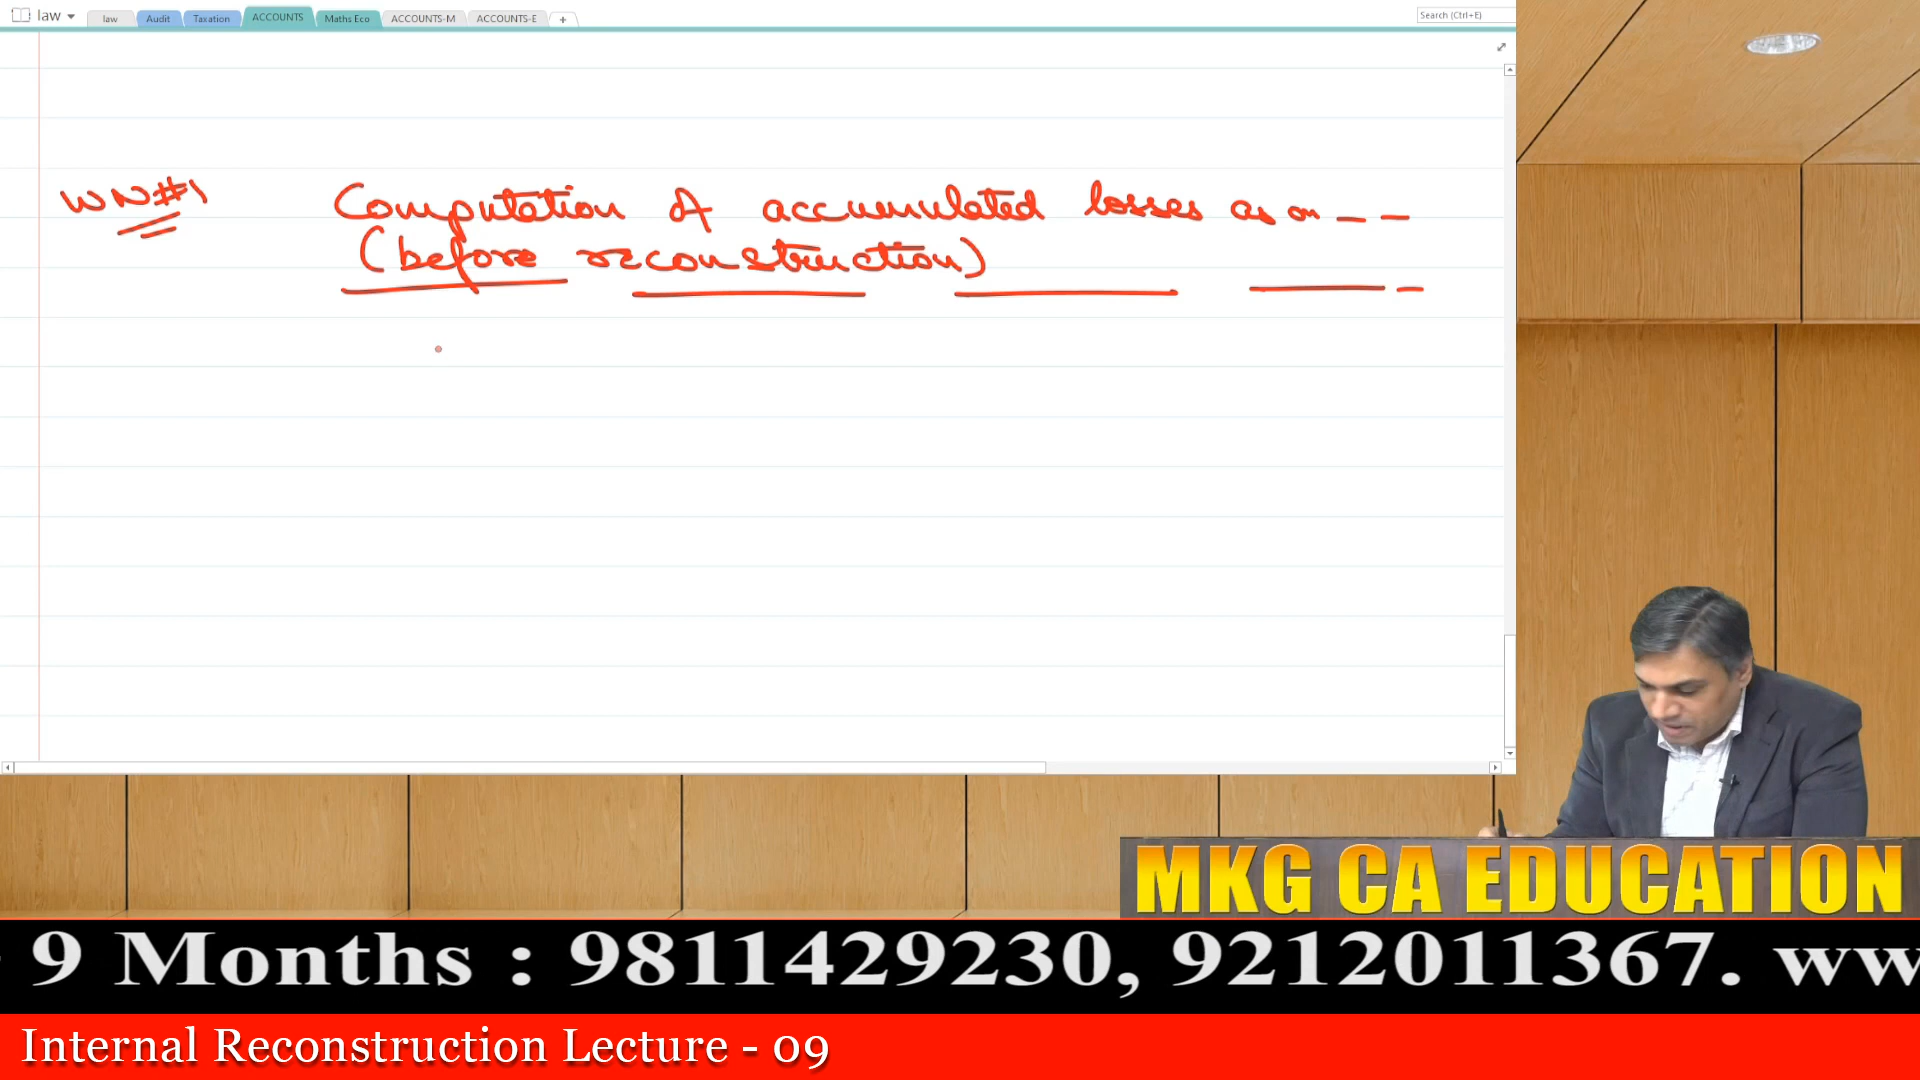 law
law Audit Taxation ACCOUNTS Maths Eco ACCOUNTS-M ACCOUNTS-E +
Search (Ctrl+E)
WN#1 Computation of accumulated losses as on _ _
(before reconstruction)
MKG CA EDUCATION
9 Months : 9811429230, 9212011367. ww
Internal Reconstruction Lecture - 09